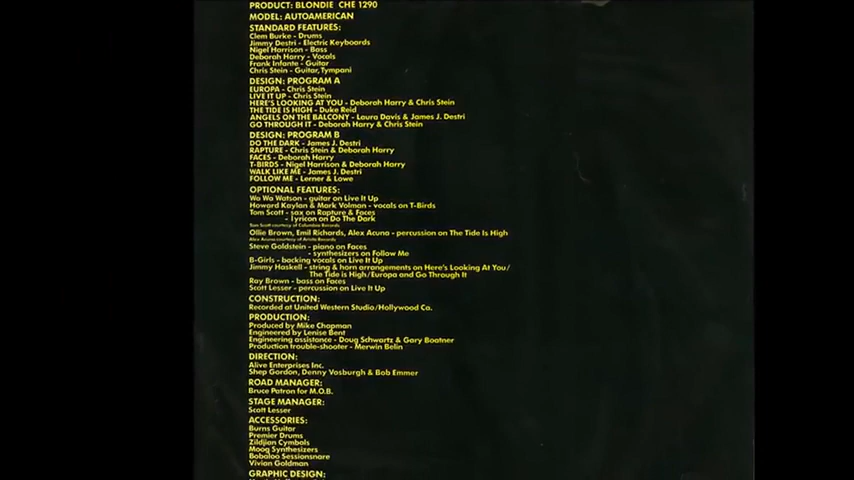 PRODUCT: BLONDIE CHE 1290
MODEL: AUTOAMERICAN
STANDARD FEATURES:
Clem Burke - Drums
Jimmy Destri - Electric Keyboards
Nigel Harrison - Bass
Deborah Harry - Vocals
Frank Infante - Guitar
Chris Stein - Guitar, Tympani
DESIGN: PROGRAM A
EUROPA - Chris Stein
LIVE IT UP - Chris Stein
HERE'S LOOKING AT YOU - Deborah Harry & Chris Stein
THE TIDE IS HIGH - Duke Reid
ANGELS ON THE BALCONY - Laura Davis & James J. Destri
GO THROUGH IT - Deborah Harry & Chris Stein
DESIGN: PROGRAM B
DO THE DARK - James J. Destri
RAPTURE - Chris Stein & Deborah Harry
FACES - Deborah Harry
T-BIRDS - Nigel Harrison & Deborah Harry
WALK LIKE ME - James J. Destri
FOLLOW ME - Lerner & Lowe
OPTIONAL FEATURES:
Wa Wa Watson - guitar on Live It Up
Howard Kaylan & Mark Volman - vocals on T-Birds
Tom Scott - sax on Rapture & Faces
- Lyricon on Do The Dark
Tom Scott courtesy of Columbia Records
Ollie Brown, Emil Richards, Alex Acuna - percussion on The Tide Is High
Alex Acuna courtesy of Arista Records
Steve Goldstein - piano on Faces
- synthesizers on Follow Me
B-Girls - backing vocals on Live It Up
Jimmy Haskell - string & horn arrangements on Here's Looking At You/
The Tide is High/Europa and Go Through It
Ray Brown - bass on Faces
Scott Lesser - percussion on Live It Up
CONSTRUCTION:
Recorded at United Western Studio/Hollywood Ca.
PRODUCTION:
Produced by Mike Chapman
Engineered by Lenise Bent
Engineering assistance - Doug Schwartz & Gary Boatner
Production trouble-shooter - Merwin Belin
DIRECTION:
Alive Enterprises Inc.
Shep Gordon, Denny Vosburgh & Bob Emmer
ROAD MANAGER:
Bruce Patron for M.O.B.
STAGE MANAGER:
Scott Lesser
ACCESSORIES:
Burns Guitar
Premier Drums
Zildjian Cymbals
Moog Synthesizers
Bobaloo Sessionsnare
Vivian Goldman
GRAPHIC DESIGN: